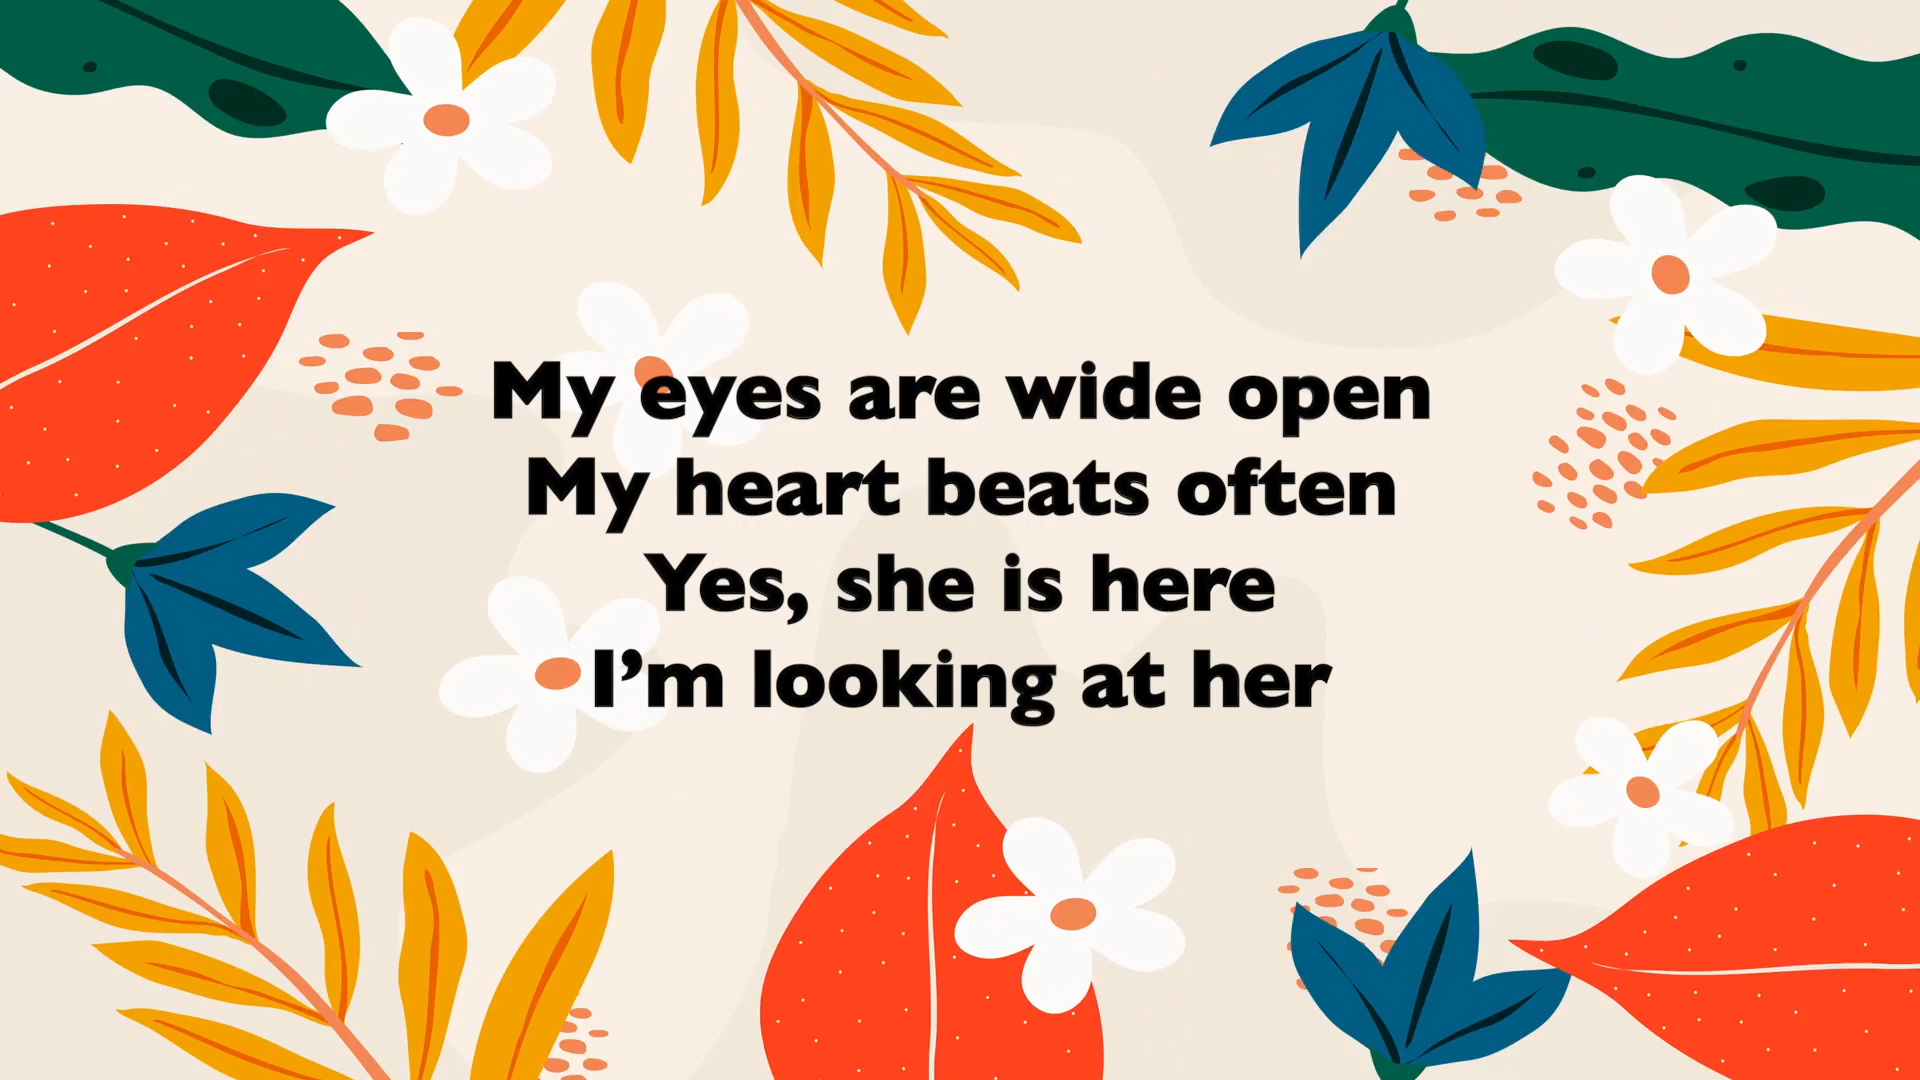 My eyes are wide open
My heart beats often
Yes, she is here
I’m looking at her